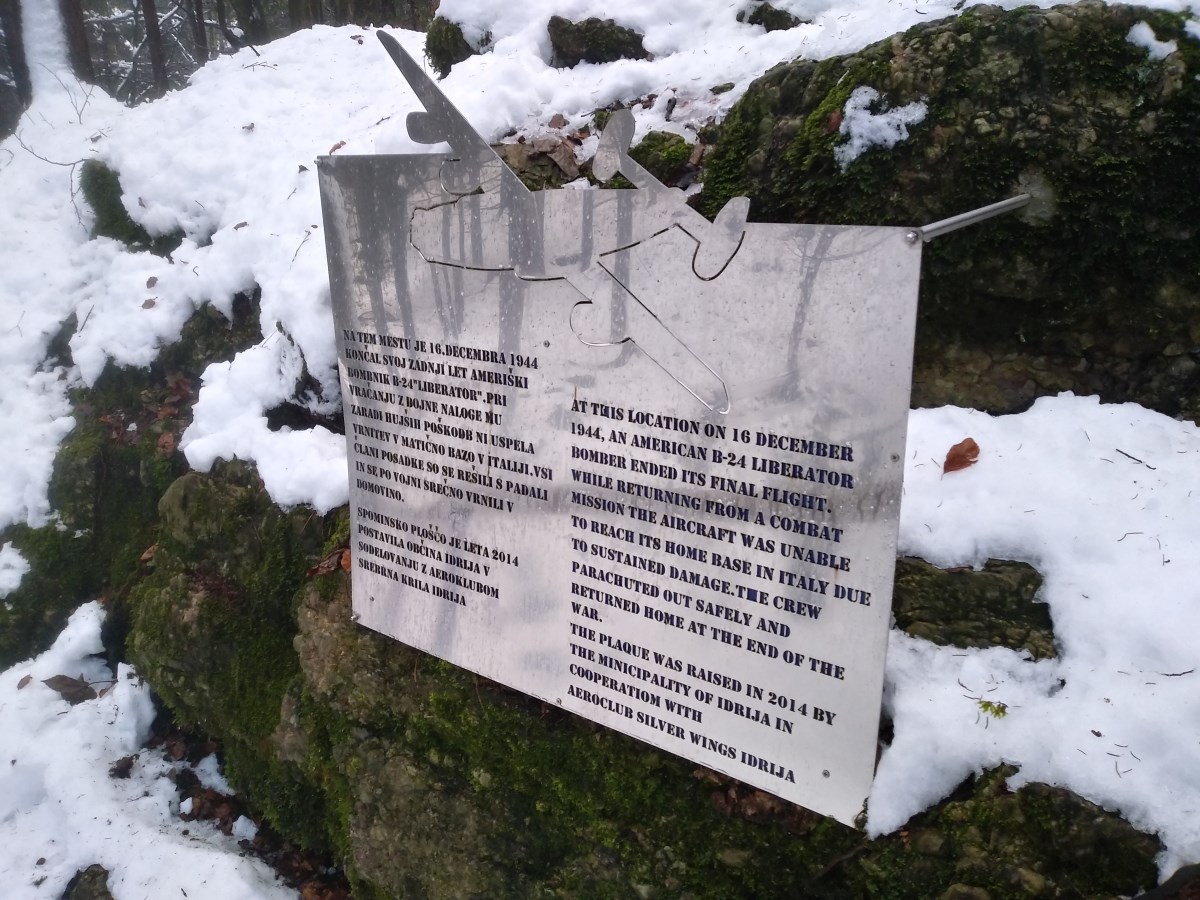 NA TEM MESTU JE 16.DECEMBRA 1944
KONČAL SVOJ ZADNJI LET AMERIŠKI
BOMBNIK B-24"LIBERATOR".PRI
VRAČANJU Z BOJNE NALOGE MU
ZARADI HUJSIH POŠKODB NI USPELA
VRNITEV V MATIČNO BAZO V ITALIJI.VSI
ČLANI POSADKE SO SE REŠILI S PADALI
IN SE PO VOJNI SREČNO VRNILI V
DOMOVINO.
SPOMINSKO PLOŠČO JE LETA 2014
POSTAVILA OBČINA IDRIJA V
SODELOVANJU Z AEROKLUBOM
SREBRNA KRILA IDRIJA
AT THIS LOCATION ON 16 DECEMBER
1944, AN AMERICAN B-24 LIBERATOR
BOMBER ENDED ITS FINAL FLIGHT.
WHILE RETURNING FROM A COMBAT
MISSION THE AIRCRAFT WAS UNABLE
TO REACH ITS HOME BASE IN ITALY DUE
TO SUSTAINED DAMAGE.THE CREW
PARACHUTED OUT SAFELY AND
RETURNED HOME AT THE END OF THE
WAR.
THE PLAQUE WAS RAISED IN 2014 BY
THE MINICIPALITY OF IDRIJA IN
COOPERATIOM WITH
AEROCLUB SILVER WINGS IDRIJA